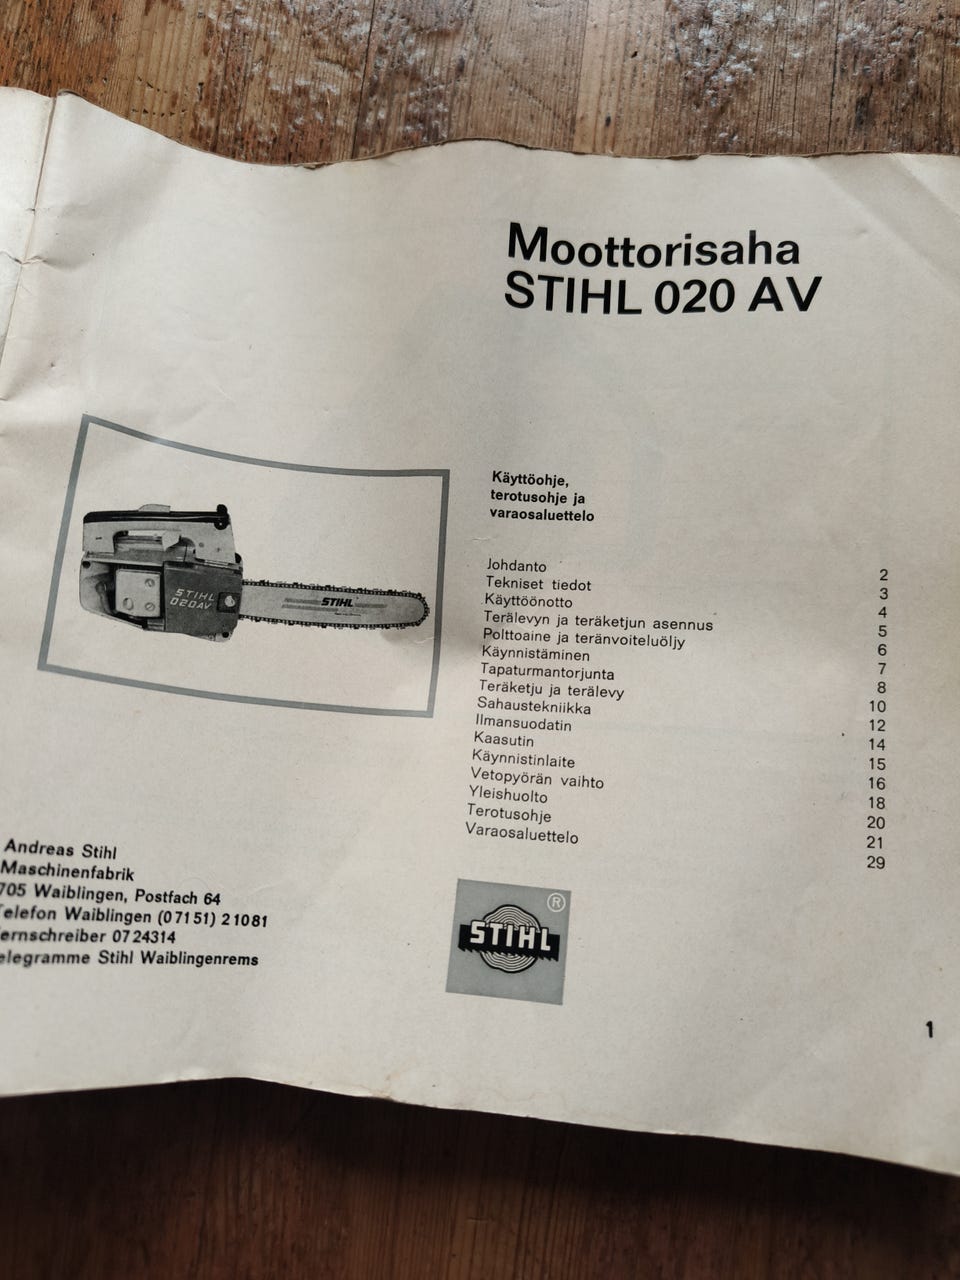 Moottorisaha
STIHL 020 AV
Käyttöohje,
terotusohje ja
varaosaluettelo
Johdanto 2
Tekniset tiedot 3
Käyttöönotto 4
Terälevyn ja teräketjun asennus 5
Polttoaine ja teränvoiteluöljy 6
Käynnistäminen 7
Tapaturmantorjunta 8
Teräketju ja terälevy 10
Sahaustekniikka 12
Ilmansuodatin 14
Kaasutin 15
Käynnistinlaite 16
Vetopyörän vaihto 18
Yleishuolto 20
Terotusohje 21
Varaosaluettelo 29
STIHL
020AV
STIHL
Andreas Stihl
Maschinenfabrik
705 Waiblingen, Postfach 64
Telefon Waiblingen (07151) 21081
ernschreiber 0724314
elegramme Stihl Waiblingenrems
STIHL ®
1